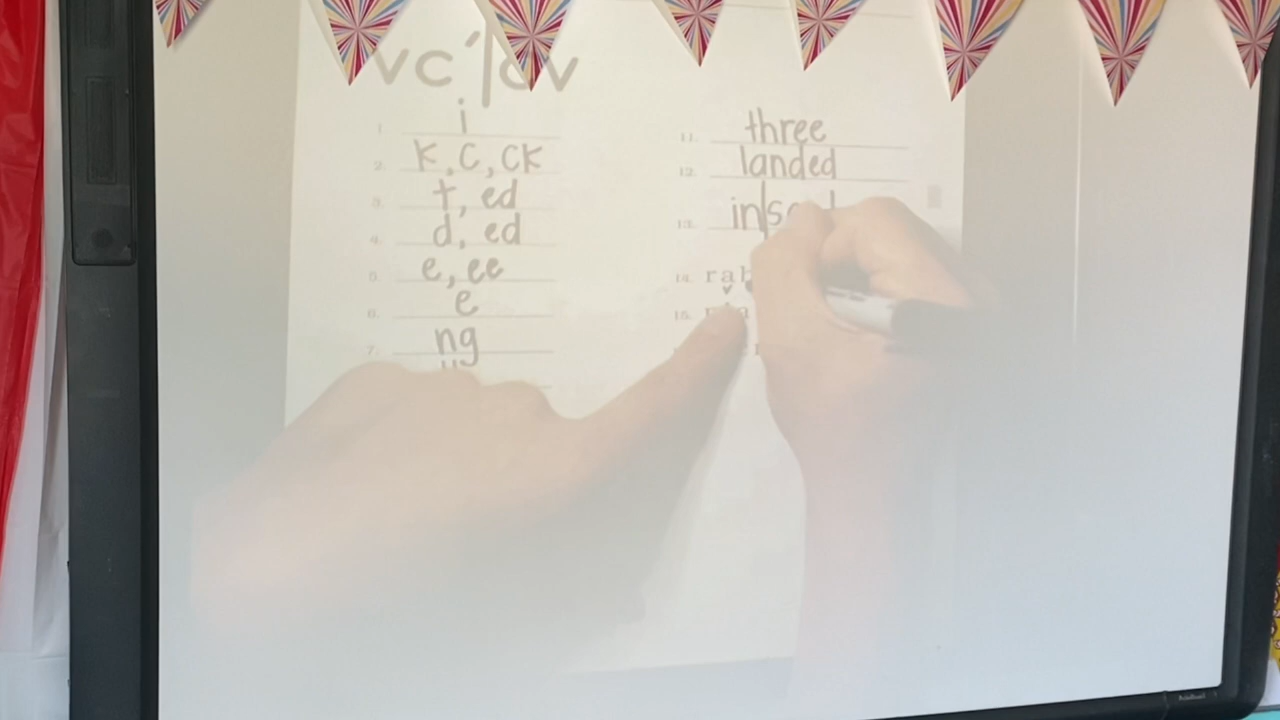 vc´|cv
1. i
2. k, c, ck
3. t, ed
4. d, ed
5. e, ee
6. e
7. ng
11. three
12. landed
13. in|se
14. rab
15.